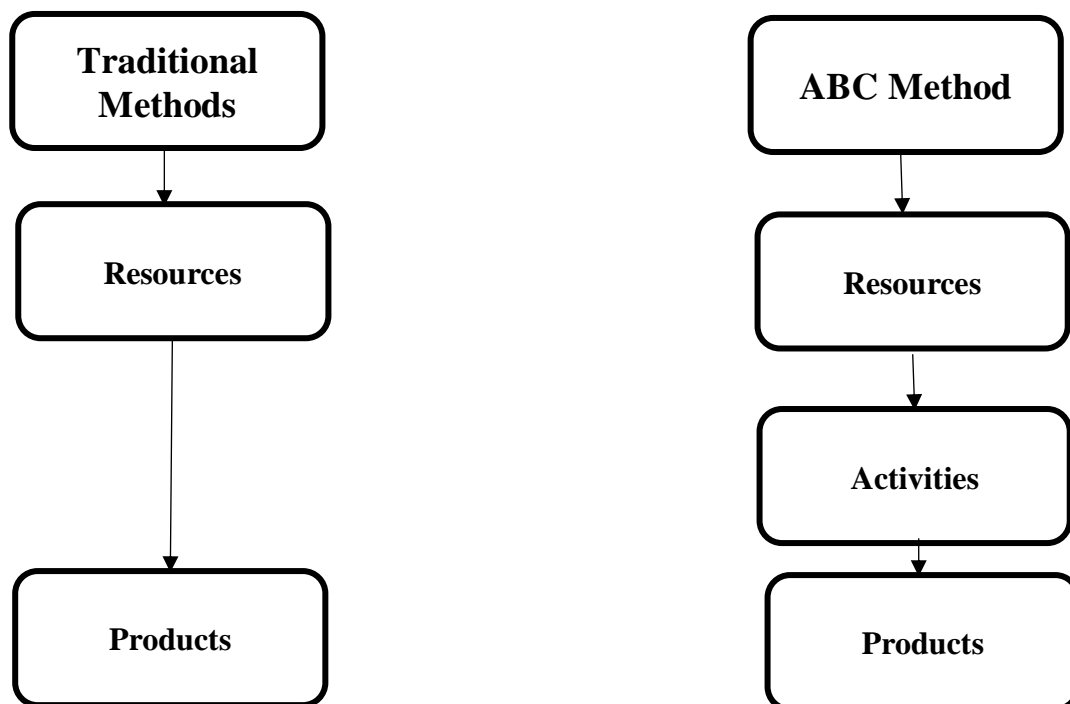 Traditional
Methods
Resources
Products
ABC Method
Resources
Activities
Products